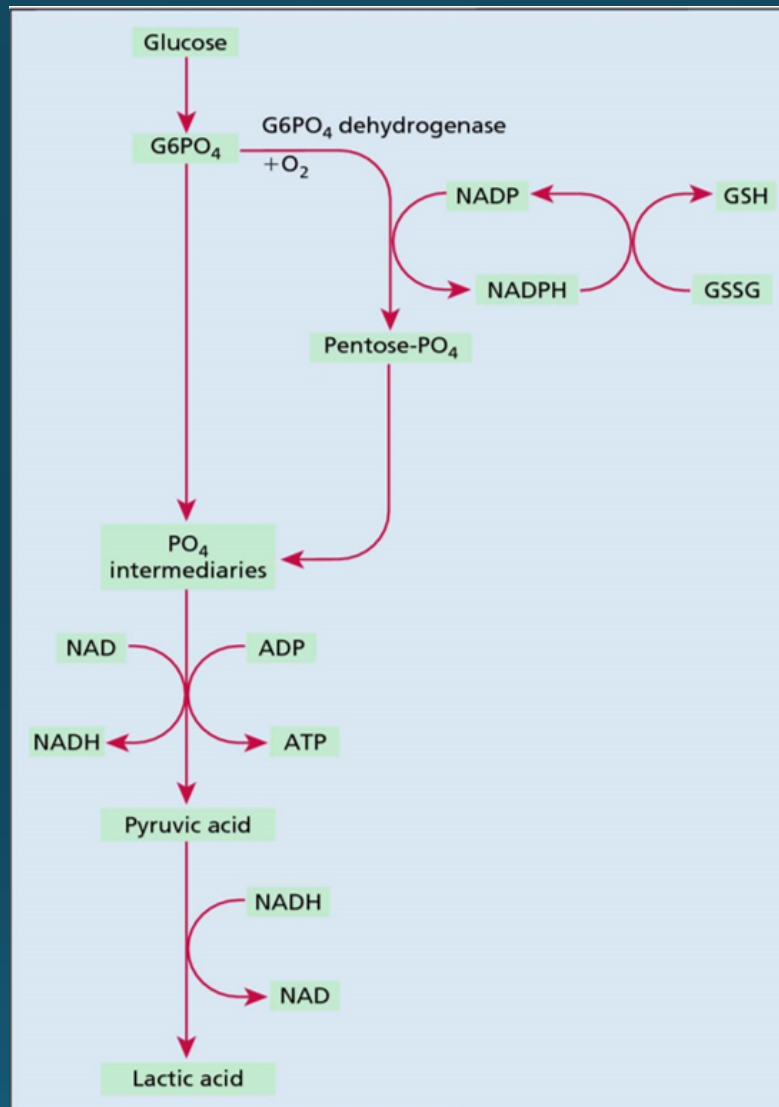 Glucose
G6PO₄ dehydrogenase
G6PO₄
+O₂
NADP
GSH
NADPH
GSSG
Pentose-PO₄
PO₄
intermediaries
NAD
ADP
NADH
ATP
Pyruvic acid
NADH
NAD
Lactic acid